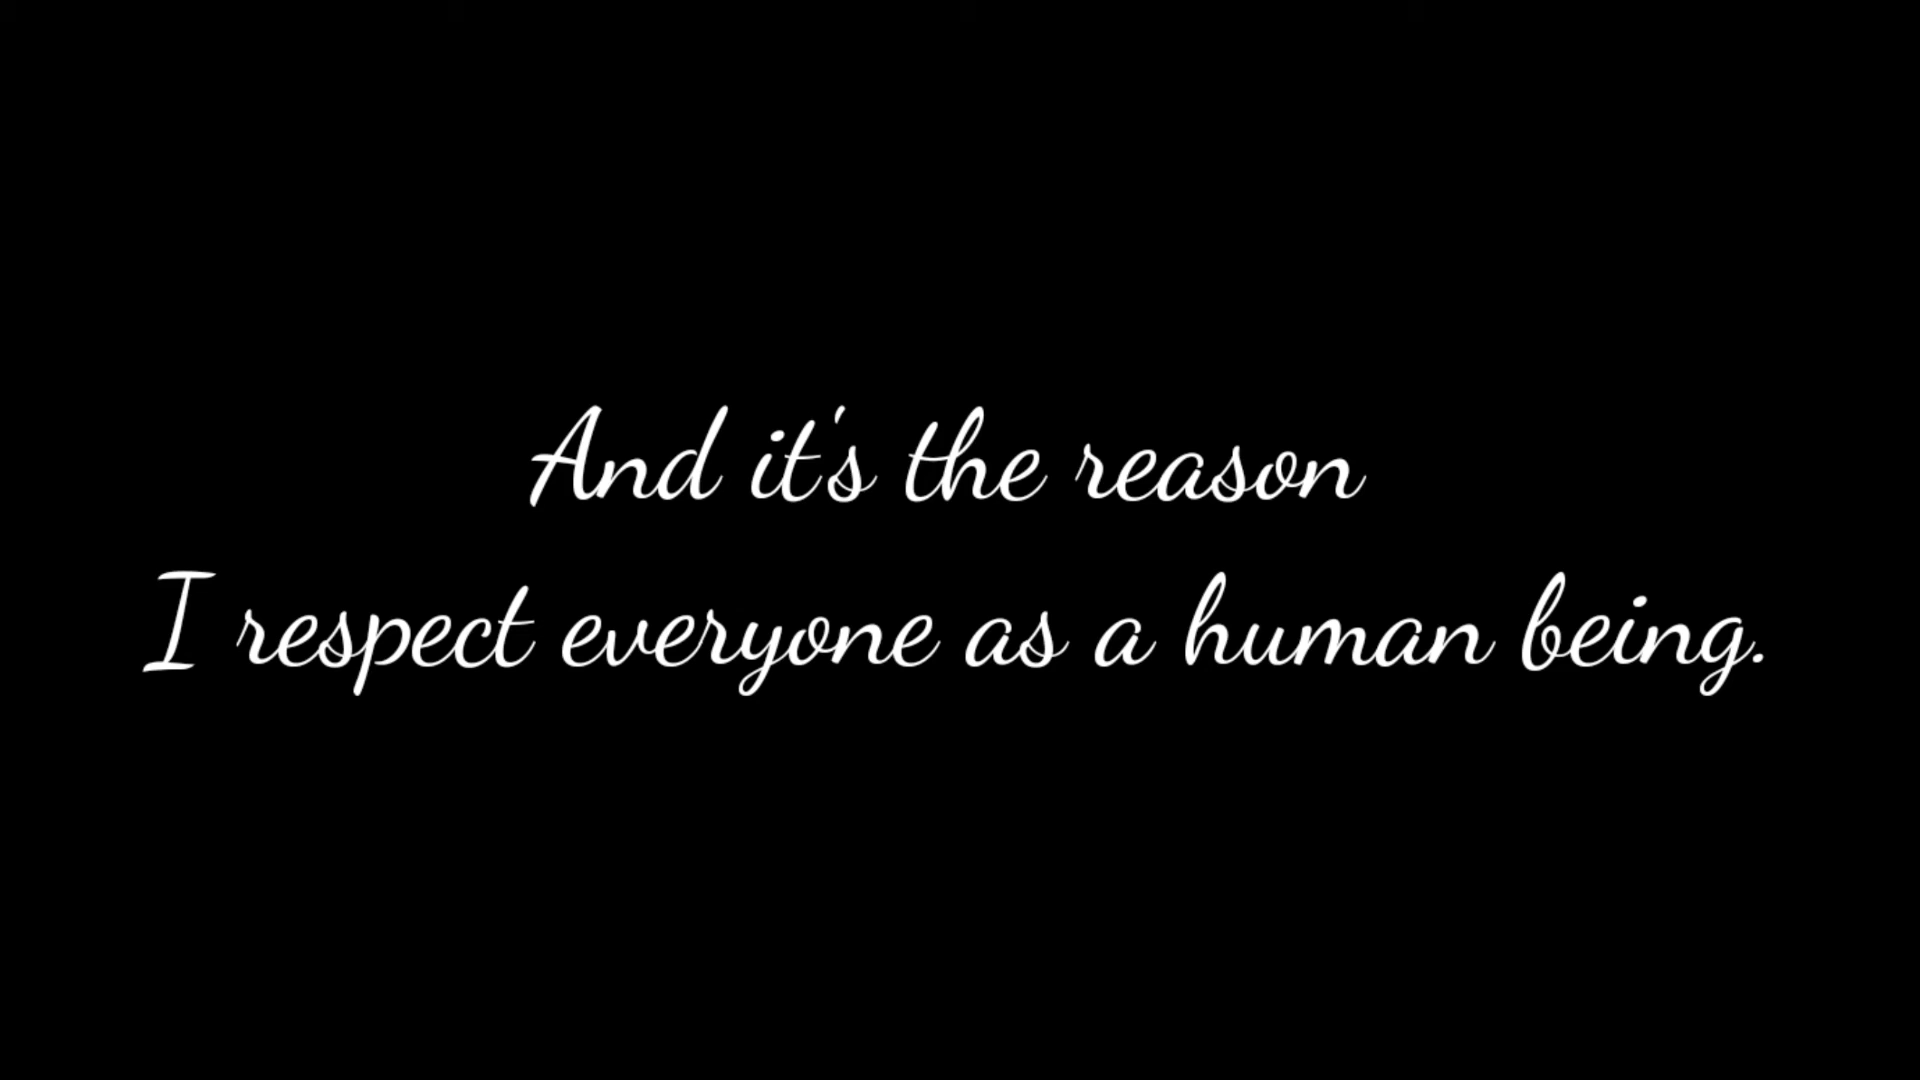 And it's the reason
I respect everyone as a human being.